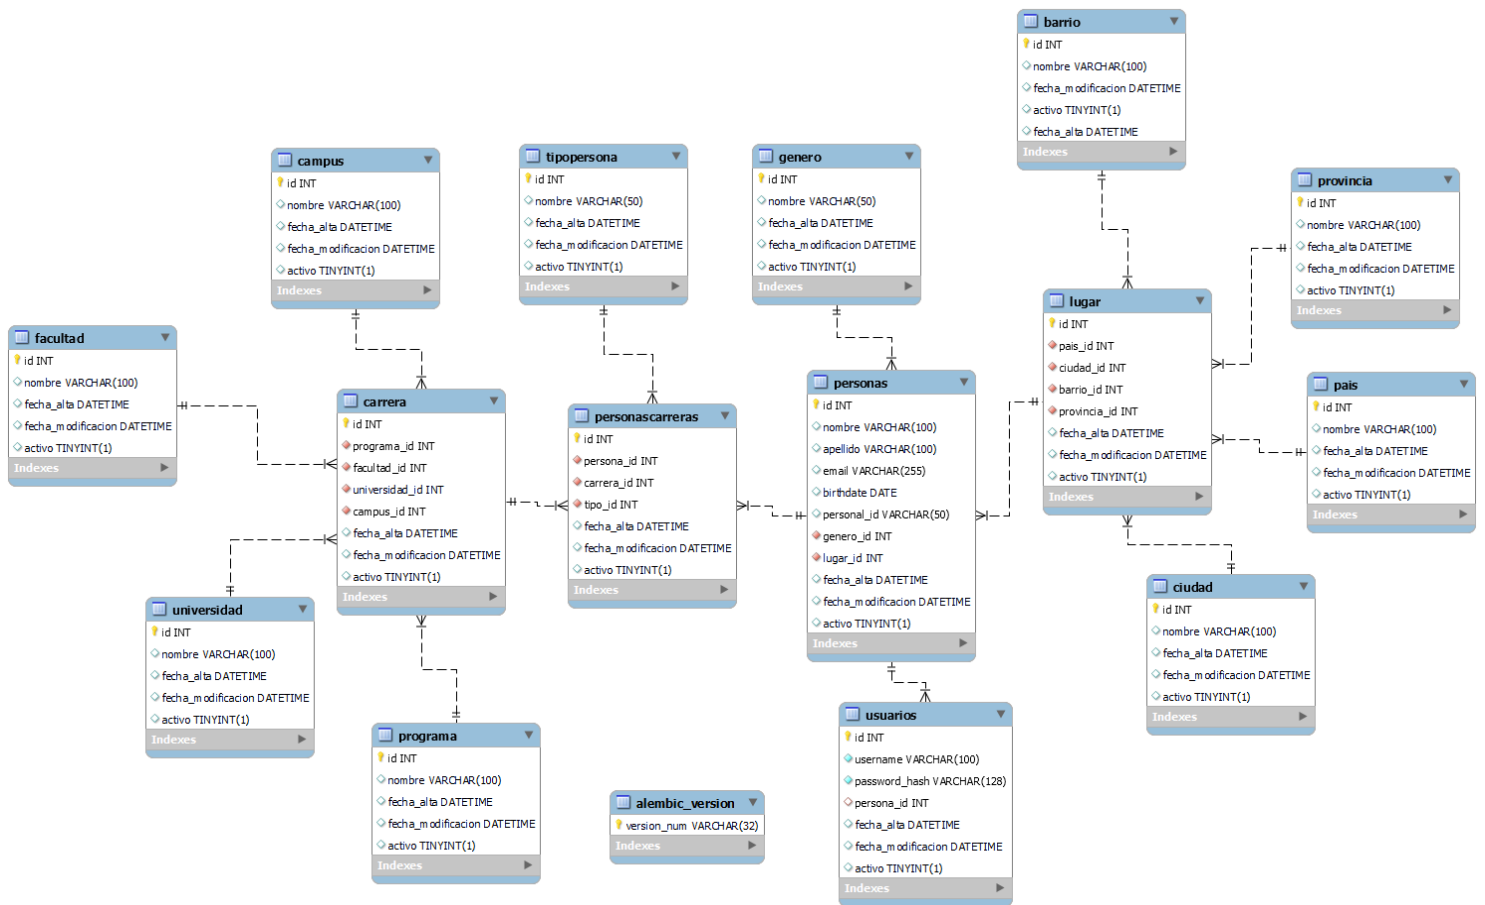 barrio
id INT
nombre VARCHAR(100)
fecha_modificacion DATETIME
activo TINYINT(1)
fecha_alta DATETIME
Indexes
campus
id INT
nombre VARCHAR(100)
fecha_alta DATETIME
fecha_modificacion DATETIME
activo TINYINT(1)
Indexes
tipopersona
id INT
nombre VARCHAR(50)
fecha_alta DATETIME
fecha_modificacion DATETIME
activo TINYINT(1)
Indexes
genero
id INT
nombre VARCHAR(50)
fecha_alta DATETIME
fecha_modificacion DATETIME
activo TINYINT(1)
Indexes
provincia
id INT
nombre VARCHAR(100)
fecha_alta DATETIME
fecha_modificacion DATETIME
activo TINYINT(1)
Indexes
facultad
id INT
nombre VARCHAR(100)
fecha_alta DATETIME
fecha_modificacion DATETIME
activo TINYINT(1)
Indexes
carrera
id INT
programa_id INT
facultad_id INT
universidad_id INT
campus_id INT
fecha_alta DATETIME
fecha_modificacion DATETIME
activo TINYINT(1)
Indexes
personascarreras
id INT
persona_id INT
carrera_id INT
tipo_id INT
fecha_alta DATETIME
fecha_modificacion DATETIME
activo TINYINT(1)
Indexes
personas
id INT
nombre VARCHAR(100)
apellido VARCHAR(100)
email VARCHAR(255)
birthdate DATE
personal_id VARCHAR(50)
genero_id INT
lugar_id INT
fecha_alta DATETIME
fecha_modificacion DATETIME
activo TINYINT(1)
Indexes
lugar
id INT
pais_id INT
ciudad_id INT
barrio_id INT
provincia_id INT
fecha_alta DATETIME
fecha_modificacion DATETIME
activo TINYINT(1)
Indexes
pais
id INT
nombre VARCHAR(100)
fecha_alta DATETIME
fecha_modificacion DATETIME
activo TINYINT(1)
Indexes
universidad
id INT
nombre VARCHAR(100)
fecha_alta DATETIME
fecha_modificacion DATETIME
activo TINYINT(1)
Indexes
ciudad
id INT
nombre VARCHAR(100)
fecha_alta DATETIME
fecha_modificacion DATETIME
activo TINYINT(1)
Indexes
programa
id INT
nombre VARCHAR(100)
fecha_alta DATETIME
fecha_modificacion DATETIME
activo TINYINT(1)
Indexes
alembic_version
version_num VARCHAR(32)
Indexes
usuarios
id INT
username VARCHAR(100)
password_hash VARCHAR(128)
persona_id INT
fecha_alta DATETIME
fecha_modificacion DATETIME
activo TINYINT(1)
Indexes